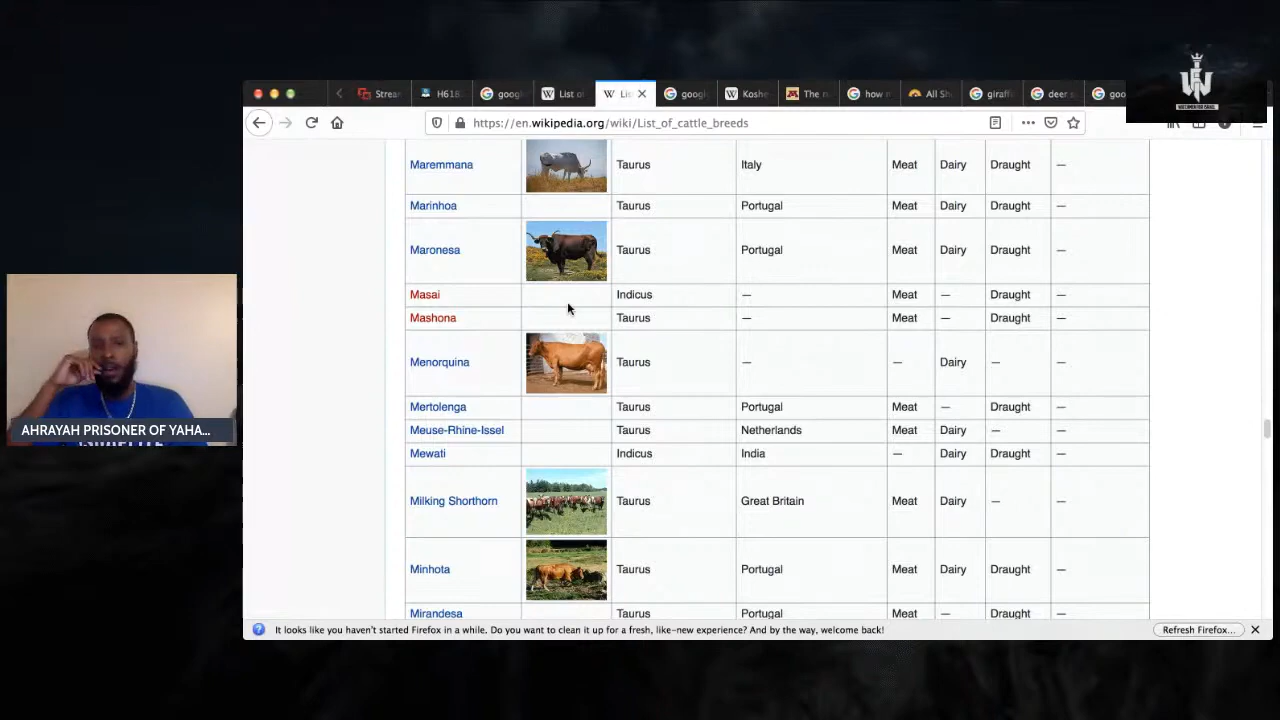 Strear
H618
googl
List o
Lis
googl
Koshe
The r
how n
All Sh
giraff
deer s
goo
https://en.wikipedia.org/wiki/List_of_cattle_breeds
Maremmana Taurus Italy Meat Dairy Draught —
Marinhoa Taurus Portugal Meat Dairy Draught —
Maronesa Taurus Portugal Meat Dairy Draught —
Masai Indicus — Meat — Draught —
Mashona Taurus — Meat — Draught —
Menorquina Taurus — — Dairy — —
Mertolenga Taurus Portugal Meat — Draught —
Meuse-Rhine-Issel Taurus Netherlands Meat Dairy — —
Mewati Indicus India — Dairy Draught —
Milking Shorthorn Taurus Great Britain Meat Dairy — —
Minhota Taurus Portugal Meat Dairy Draught —
Mirandesa Taurus Portugal Meat — Draught —
It looks like you haven't started Firefox in a while. Do you want to clean it up for a fresh, like-new experience? And by the way, welcome back!
Refresh Firefox...
AHRAYAH PRISONER OF YAHA...